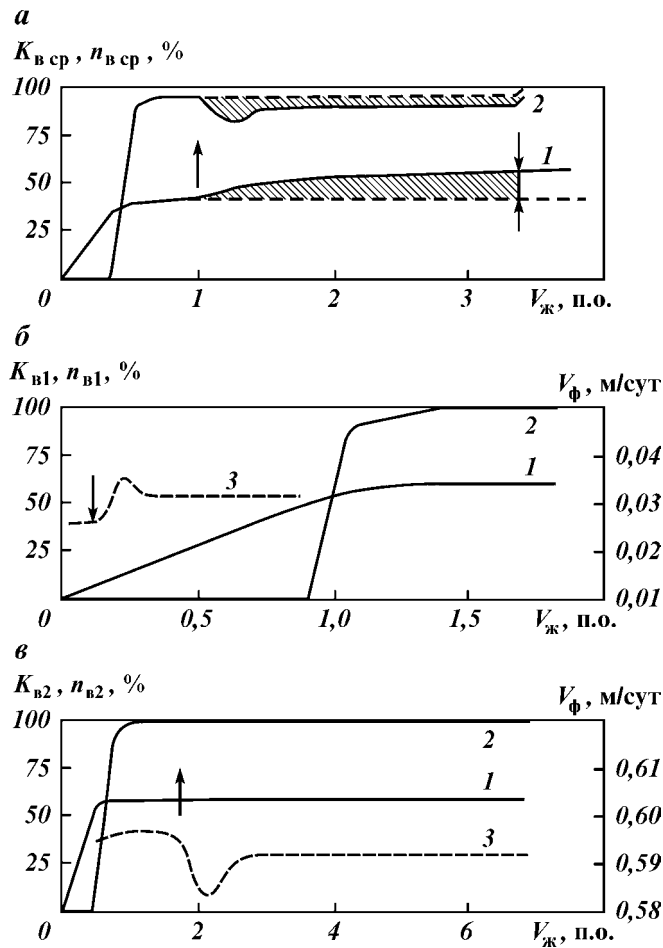 а
K в ср , n в ср , %
100
2
75
1
50
25
0 1 2 3 V ж, п.о.
б
K в1, n в1, % V ф , м/сут
100
2 0,04
75
3 1
50 0,03
25 0,02
0,01
0 0,5 1,0 1,5 V ж, п.о.
в
K в2, n в2, % V ф , м/сут
100
2
75 0,61
1
50 0,60
3
25 0,59
0 2 4 6 V ж, п.о. 0,58